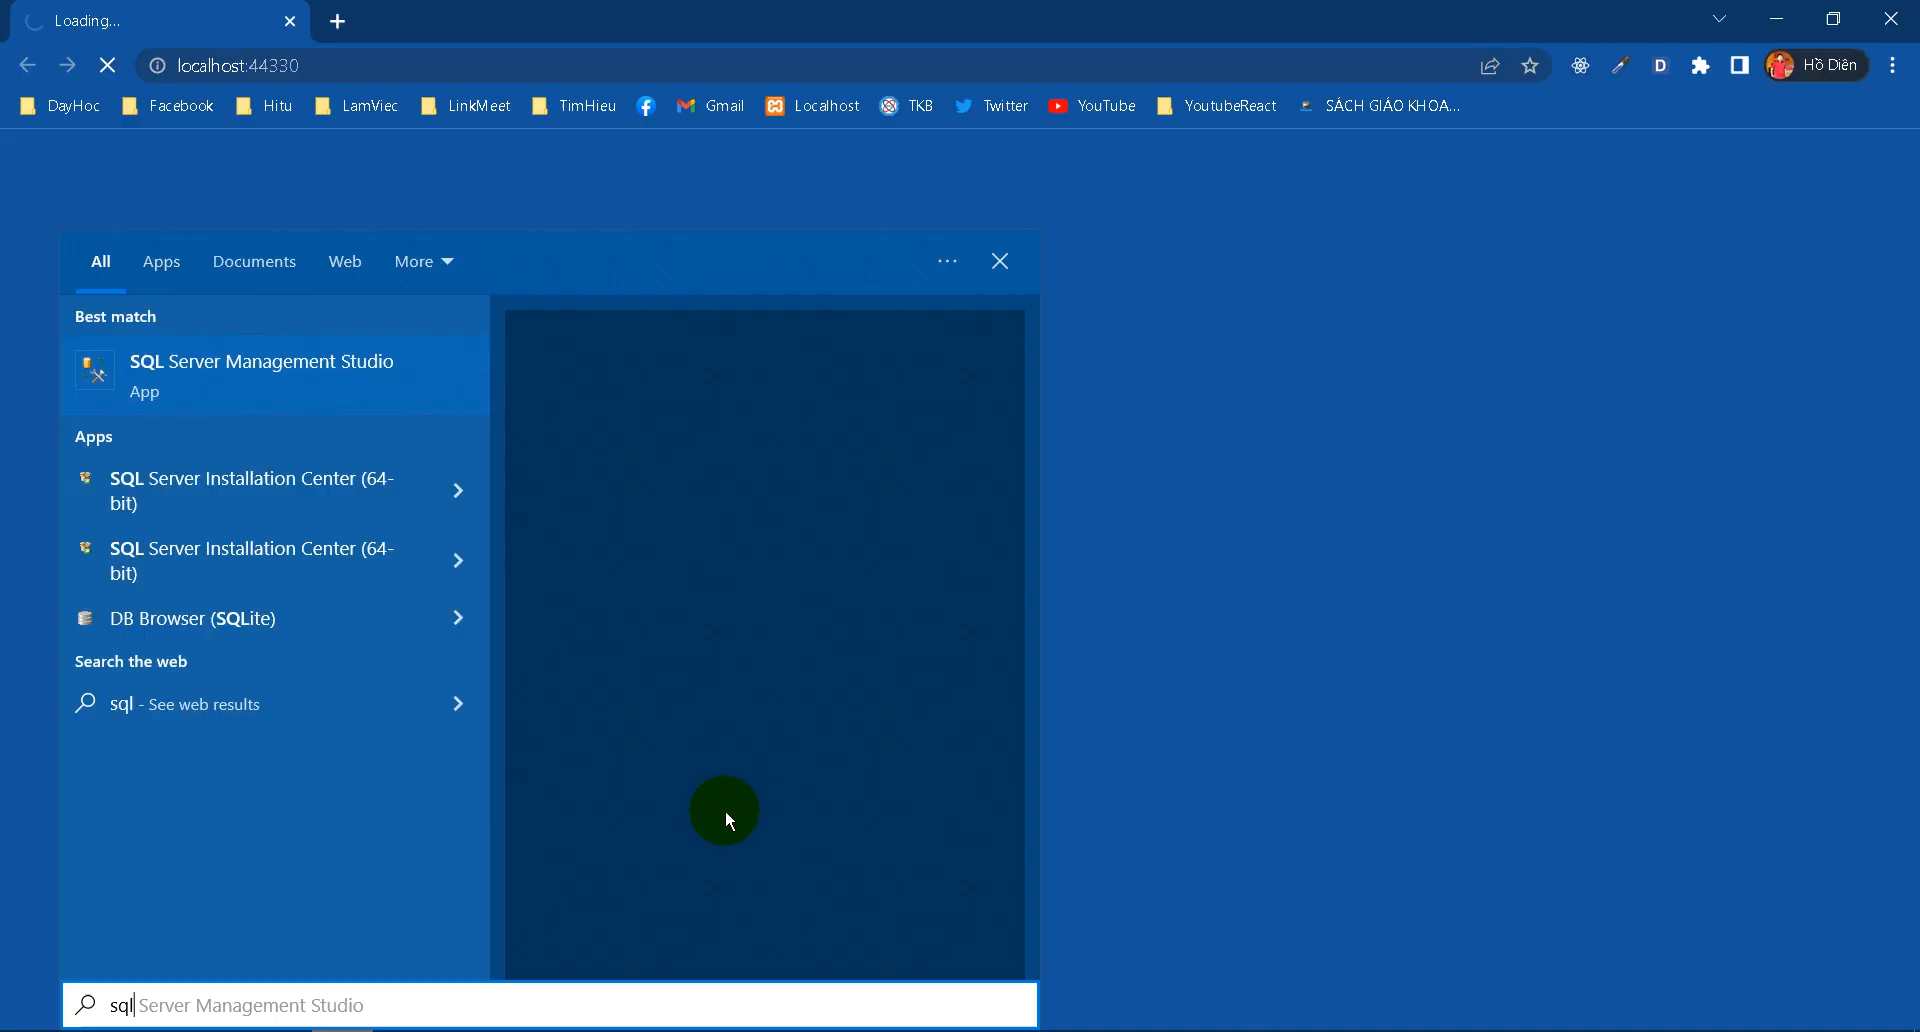 Loading...
localhost:44330
Hồ Diên
DayHoc
Facebook
Hitu
LamViec
LinkMeet
TimHieu
Gmail
Localhost
TKB
Twitter
YouTube
YoutubeReact
SÁCH GIÁO KHOA...
All
Apps
Documents
Web
More
Best match
SQL Server Management Studio
App
Apps
SQL Server Installation Center (64-
bit)
SQL Server Installation Center (64-
bit)
DB Browser (SQLite)
Search the web
sql - See web results
sql Server Management Studio